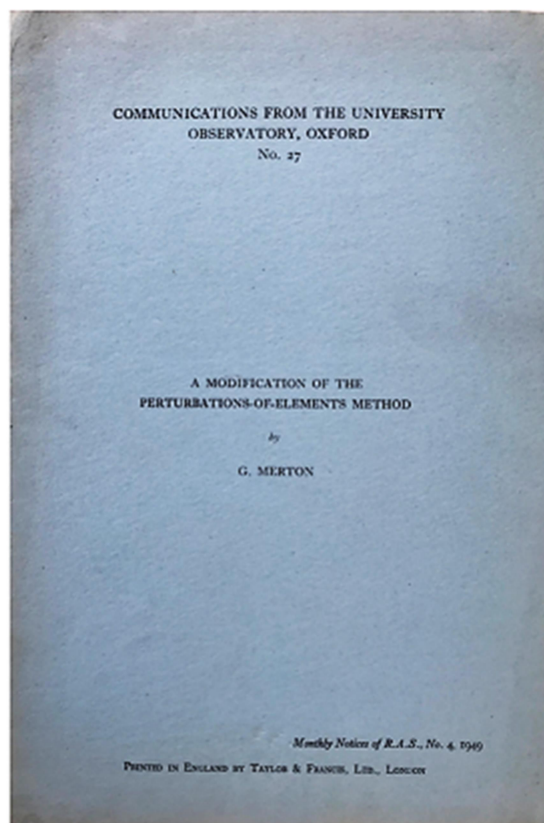 COMMUNICATIONS FROM THE UNIVERSITY
OBSERVATORY, OXFORD
No. 27
A MODIFICATION OF THE
PERTURBATIONS-OF-ELEMENTS METHOD
by
G. MERTON
Monthly Notices of R.A.S., No. 4, 1949
PRINTED IN ENGLAND BY TAYLOR & FRANCIS, LTD., LONDON